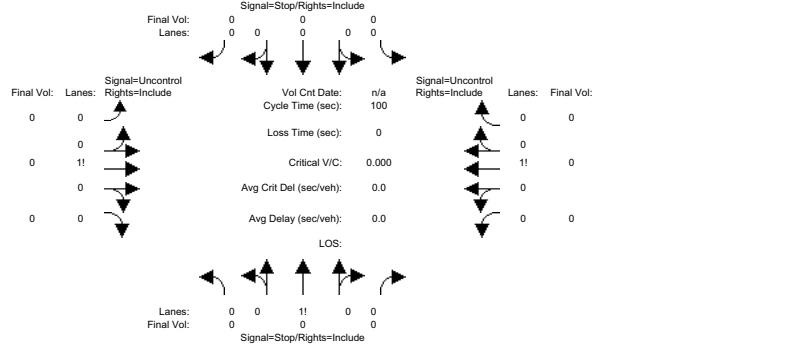 Signal=Stop/Rights=Include
Final Vol: 0 0 0
Lanes: 0 0 0 0 0
Signal=Uncontrol
Rights=Include
Signal=Uncontrol
Rights=Include
Final Vol: Lanes:
Vol Cnt Date: n/a
Lanes: Final Vol:
Cycle Time (sec): 100
0 0
0 0
Loss Time (sec): 0
0
0
0 1!
Critical V/C: 0.000
1! 0
0
Avg Crit Del (sec/veh): 0.0
0
0 0
Avg Delay (sec/veh): 0.0
0 0
LOS:
Lanes: 0 0 1! 0 0
Final Vol: 0 0 0
Signal=Stop/Rights=Include